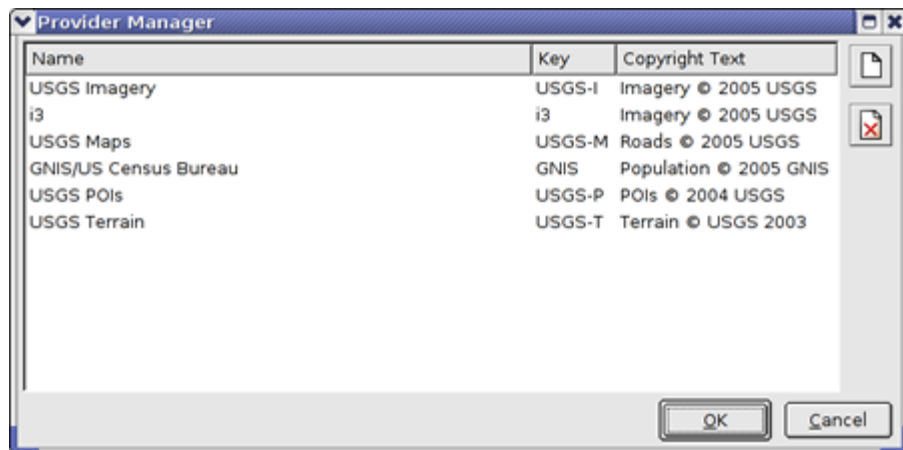 Provider Manager
Name Key Copyright Text
USGS Imagery USGS-I Imagery © 2005 USGS
i3 i3 Imagery © 2005 USGS
USGS Maps USGS-M Roads © 2005 USGS
GNIS/US Census Bureau GNIS Population © 2005 GNIS
USGS POIs USGS-P POIs © 2004 USGS
USGS Terrain USGS-T Terrain © USGS 2003
OK Cancel